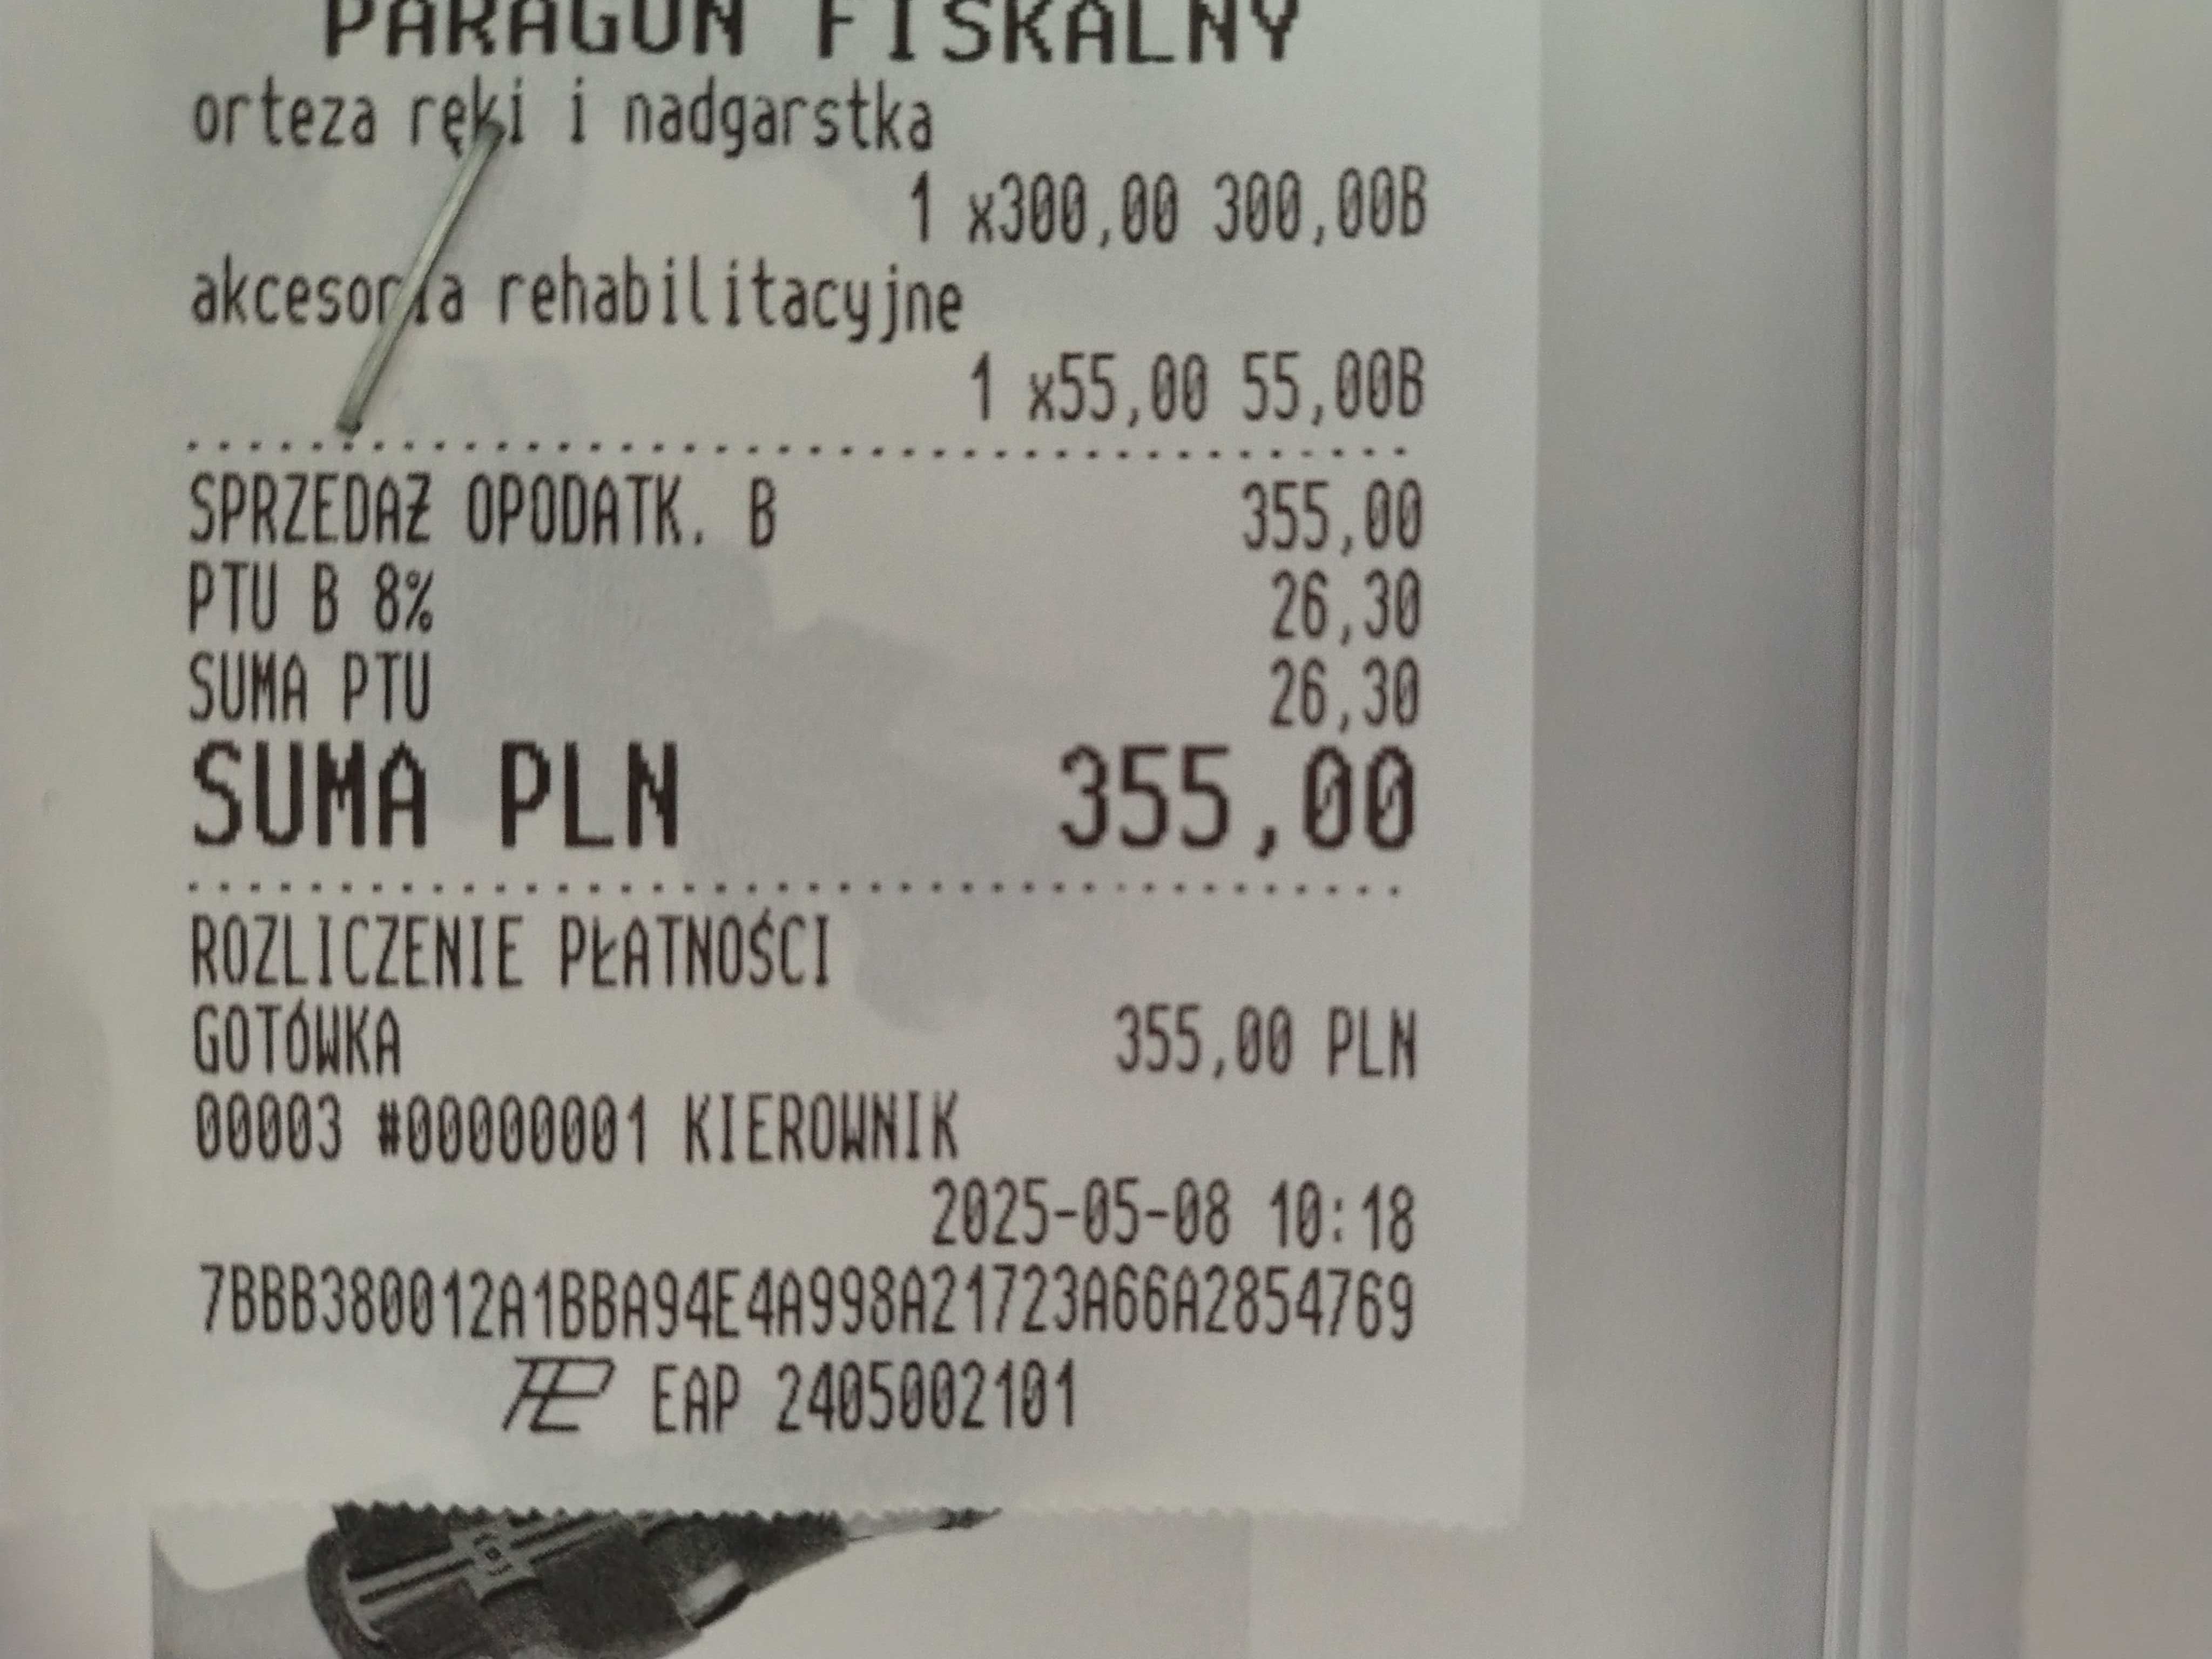 PARAGON FISKALNY
orteza ręki i nadgarstka
1 x300,00 300,00B
akcesoria rehabilitacyjne
1 x55,00 55,00B
SPRZEDAŻ OPODATK. B 355,00
PTU B 8% 26,30
SUMA PTU 26,30
SUMA PLN 355,00
ROZLICZENIE PŁATNOŚCI
GOTÓWKA 355,00 PLN
00003 #00000001 KIEROWNIK
2025-05-08 10:18
7BBB380012A1BBA94E4A998A21723A66A2854769
EAP 2405002101